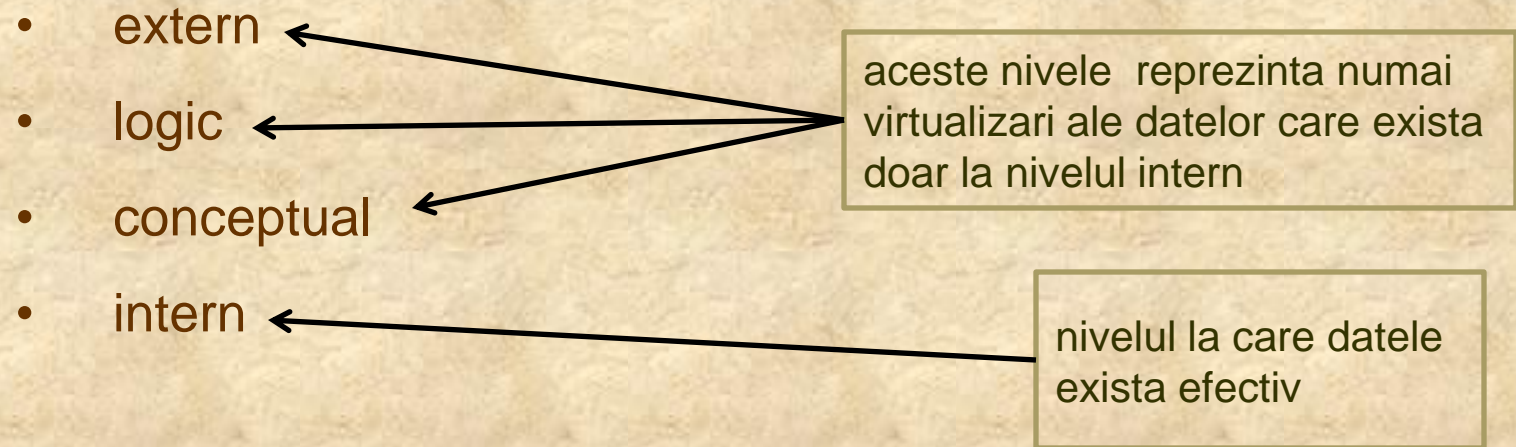 • extern
• logic
• conceptual
• intern
aceste nivele reprezinta numai
virtualizari ale datelor care exista
doar la nivelul intern
nivelul la care datele
exista efectiv